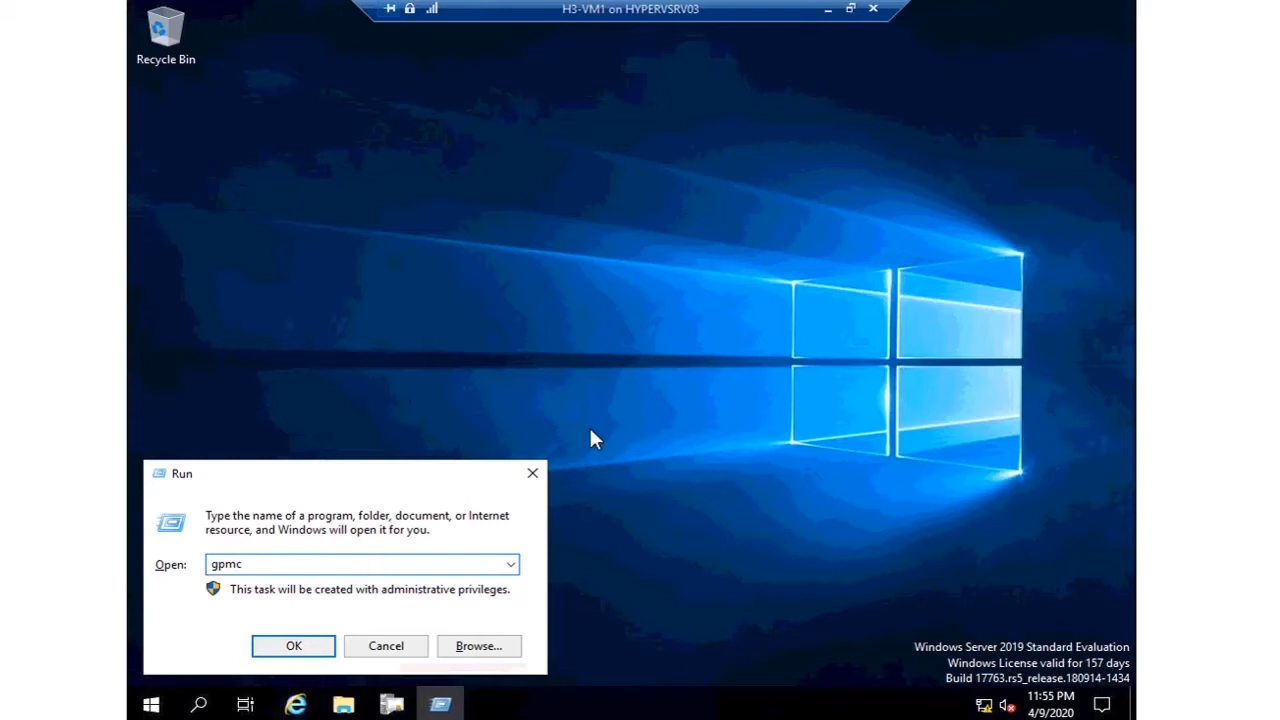 H3-VM1 on HYPERVSRV03
Recycle Bin
Run
Type the name of a program, folder, document, or Internet
resource, and Windows will open it for you.
Open: gpmc
This task will be created with administrative privileges.
OK Cancel Browse...
Windows Server 2019 Standard Evaluation
Windows License valid for 157 days
Build 17763.rs5_release.180914-1434
11:55 PM
4/9/2020